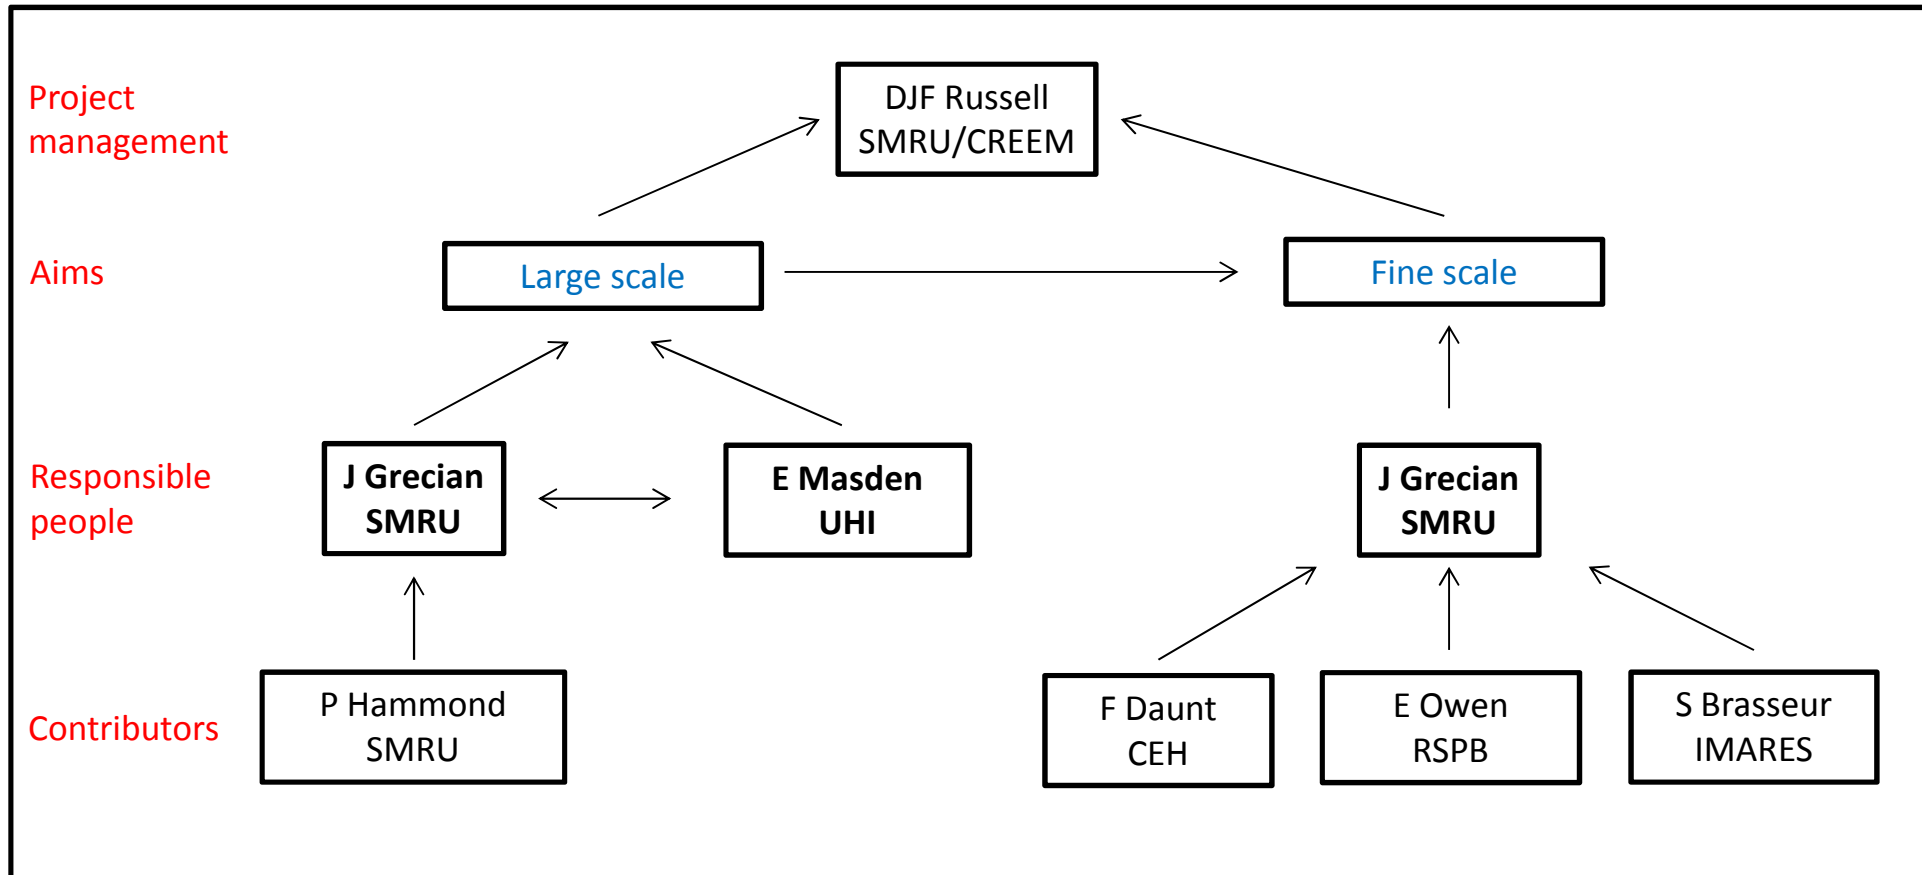 Project
management
DJF Russell
SMRU/CREEM
Aims
Large scale
Fine scale
Responsible
people
J Grecian
SMRU
E Masden
UHI
J Grecian
SMRU
Contributors
P Hammond
SMRU
F Daunt
CEH
E Owen
RSPB
S Brasseur
IMARES